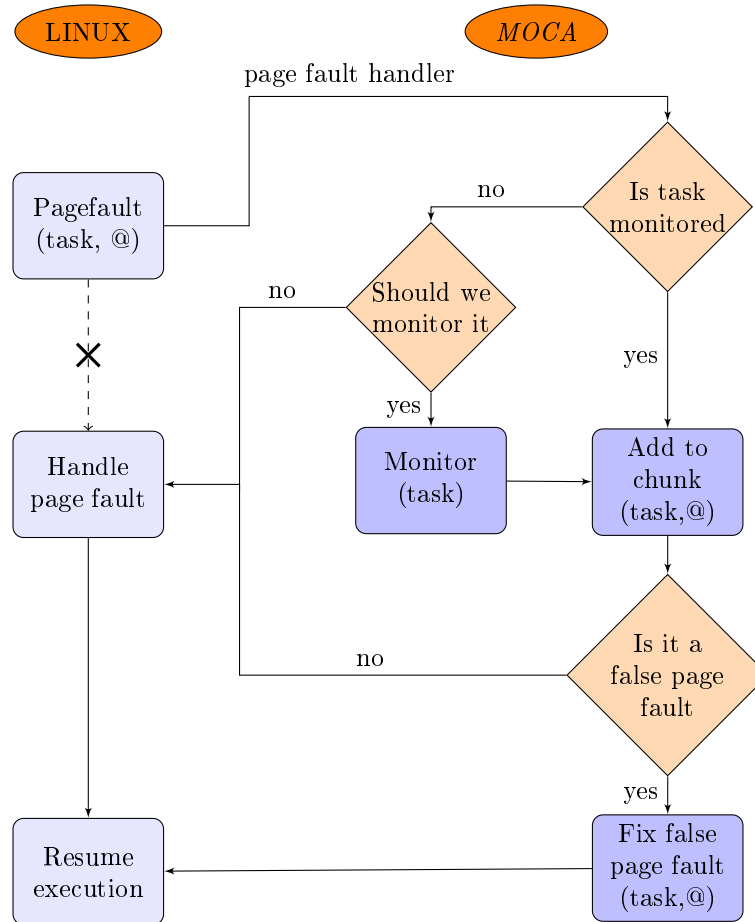 LINUX
MOCA
page fault handler
Pagefault
(task, @)
Is task
monitored
no
Should we
monitor it
no
yes
yes
Handle
page fault
Monitor
(task)
Add to
chunk
(task,@)
Is it a
false page
fault
no
yes
Resume
execution
Fix false
page fault
(task,@)